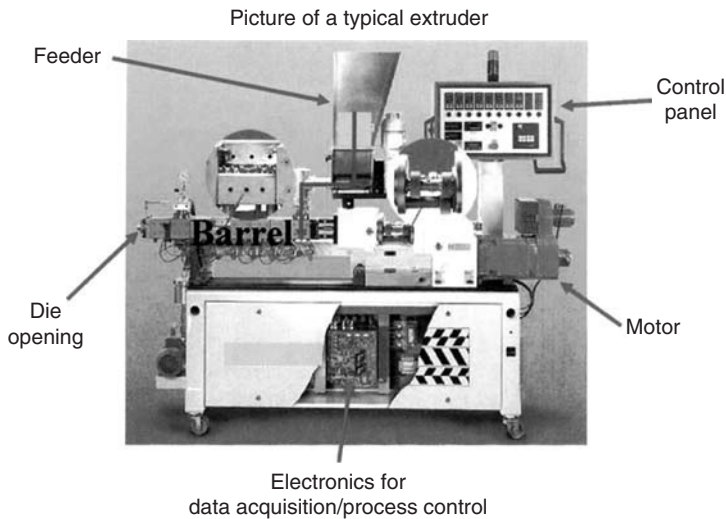 Picture of a typical extruder
Feeder
Control
panel
Barrel
Die
opening
Motor
Electronics for
data acquisition/process control